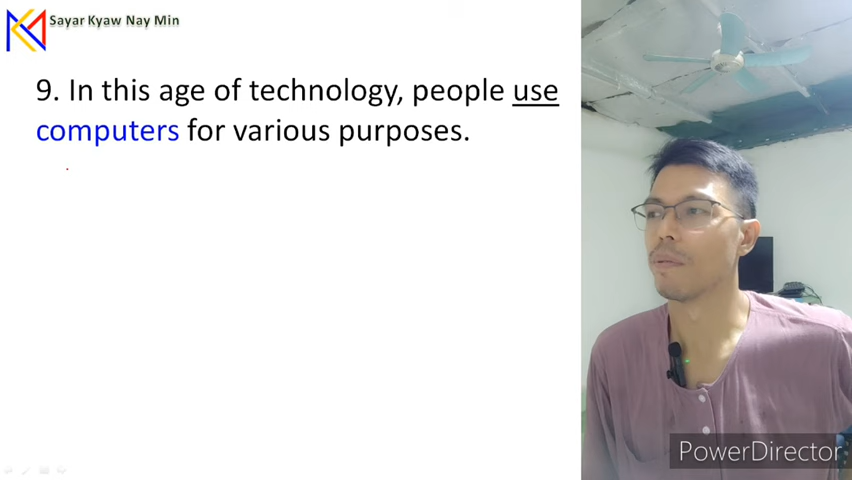 Sayar Kyaw Nay Min
9. In this age of technology, people use
computers for various purposes.
PowerDirector